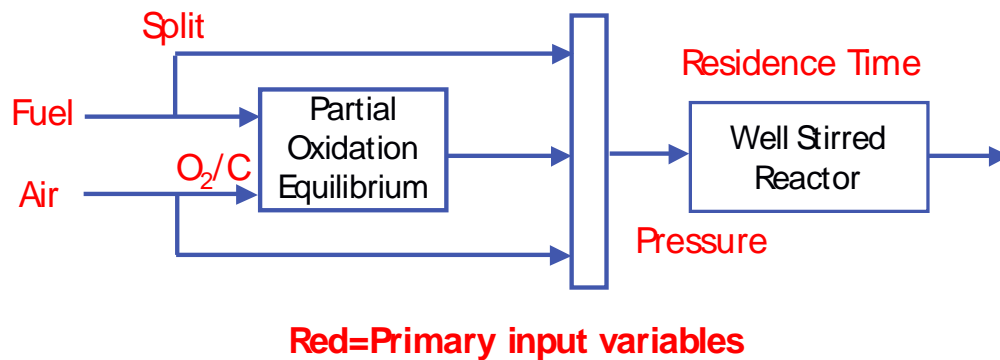 Split
Residence Time
Fuel
Partial
Oxidation
Equilibrium
Well Stirred
Reactor
O₂/C
Air
Pressure
Red=Primary input variables